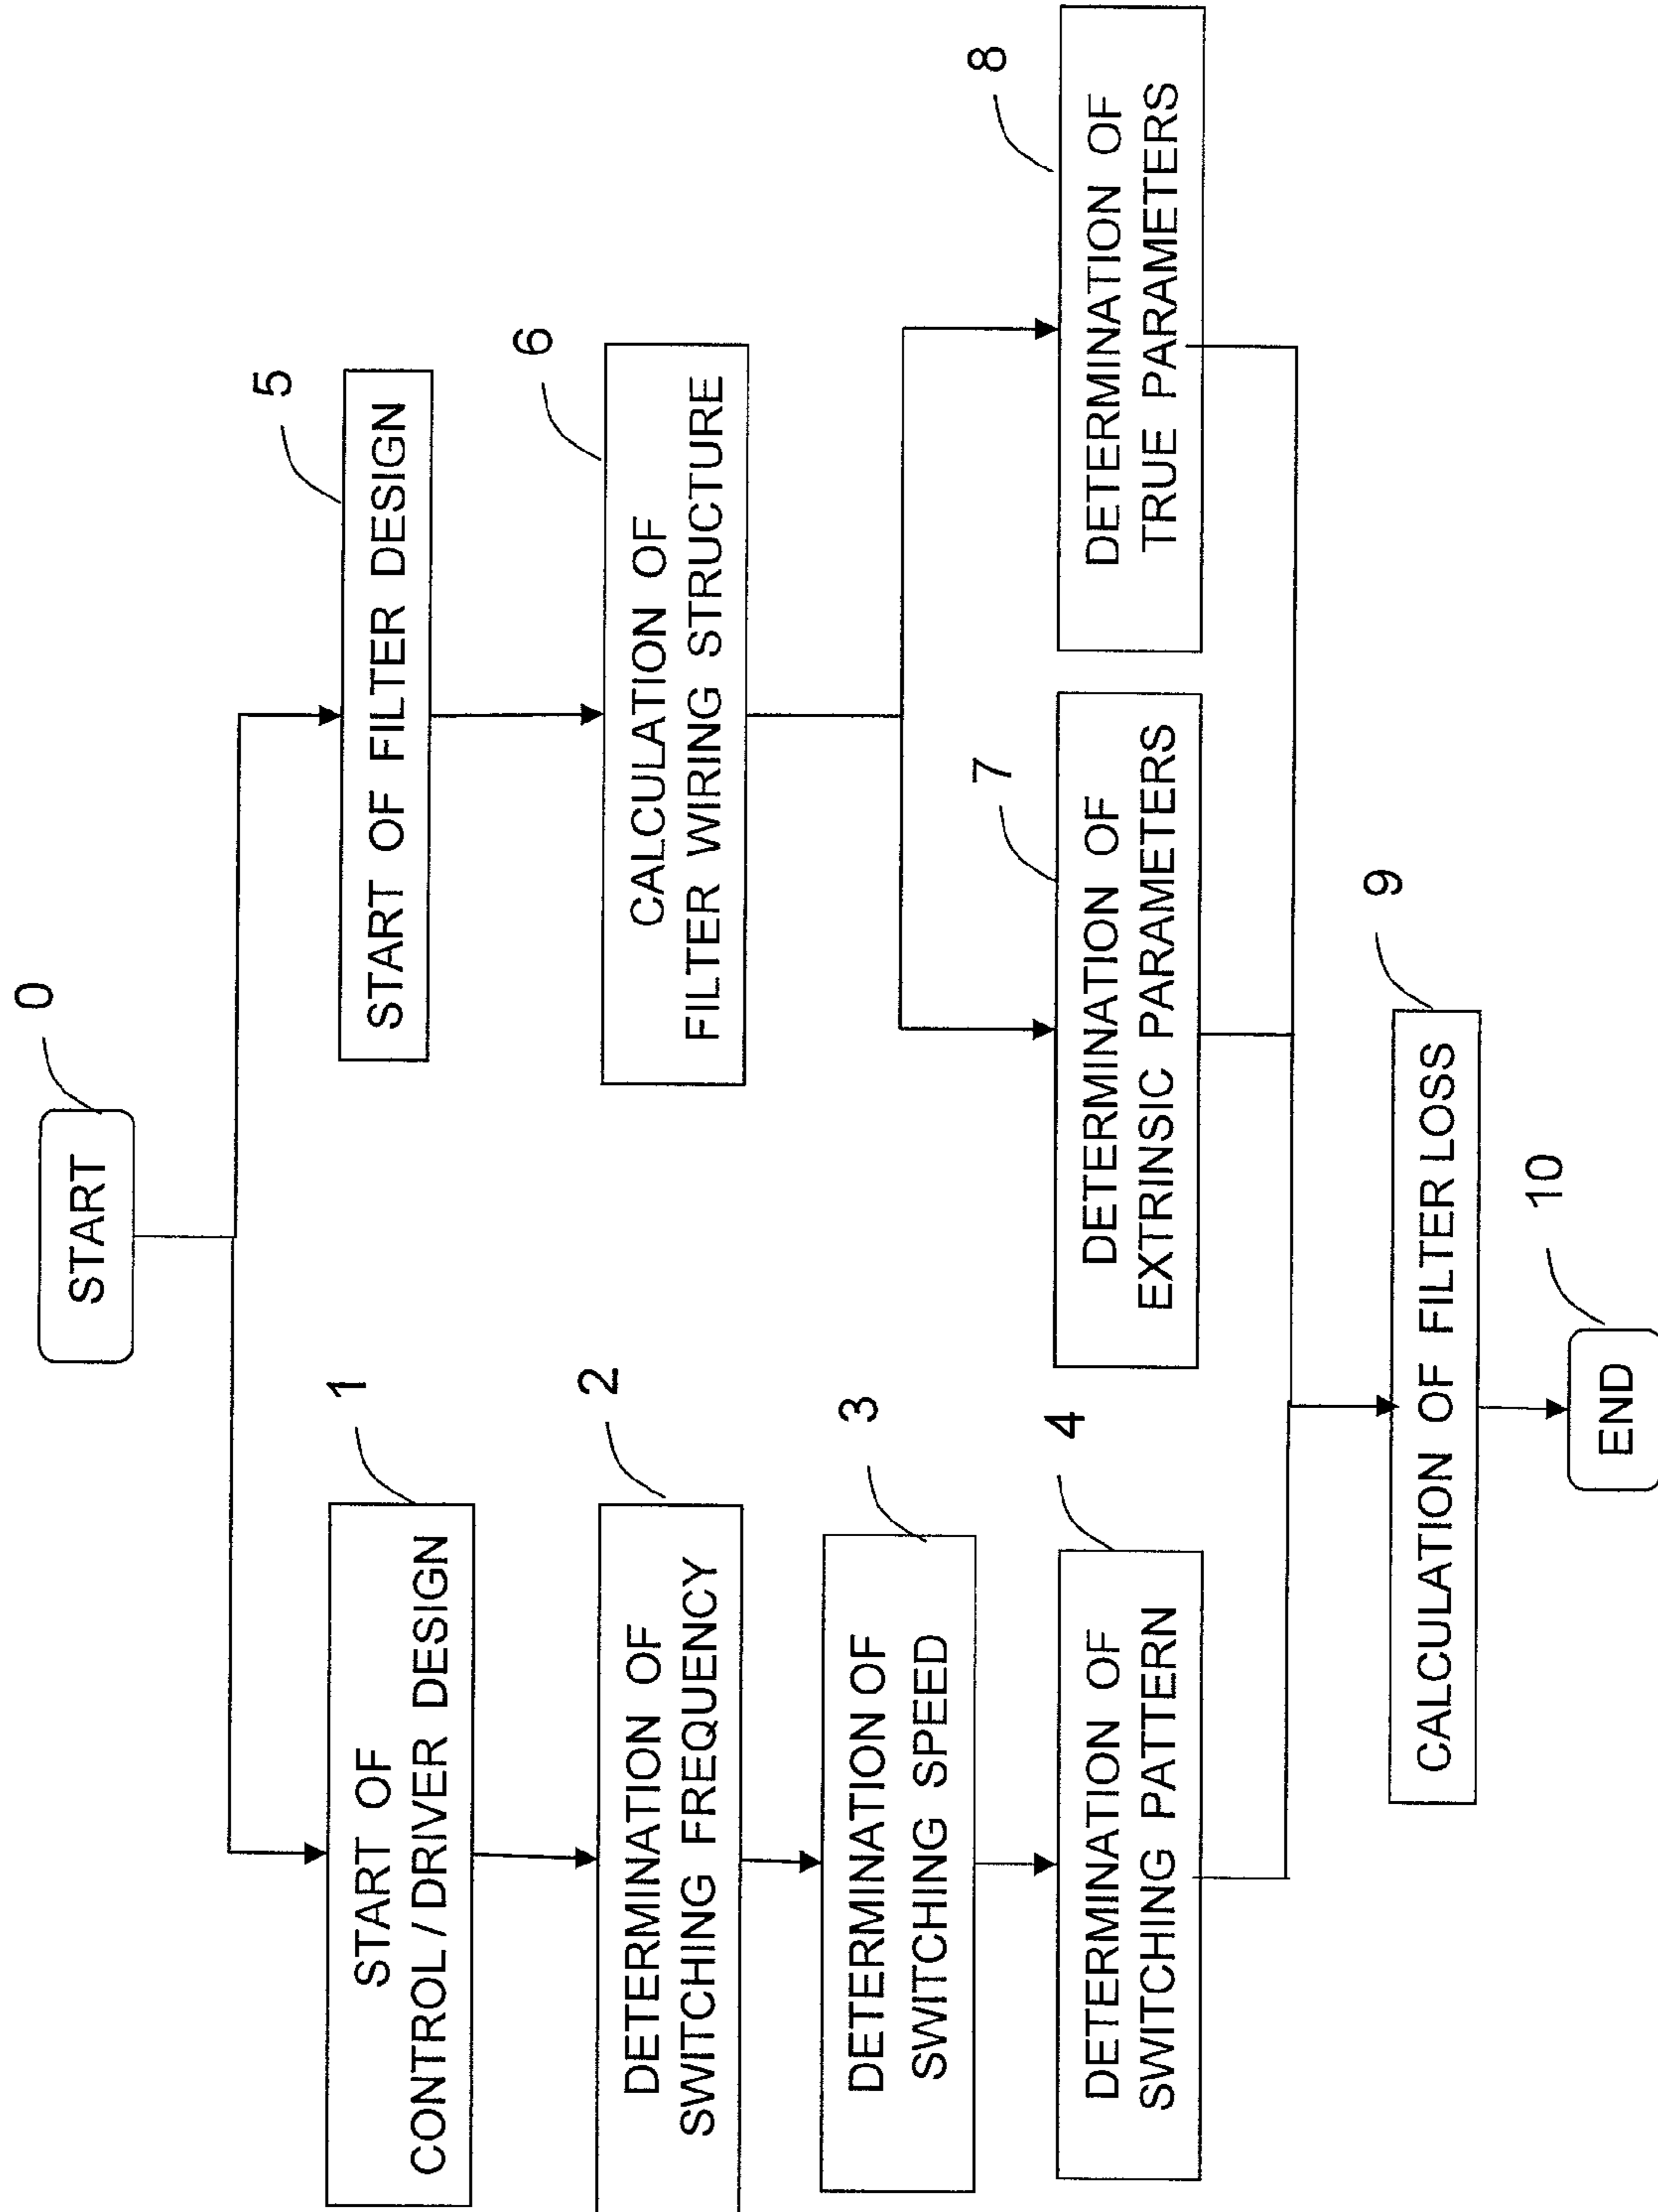 0
START
1
START OF
CONTROL / DRIVER DESIGN
2
DETERMINATION OF
SWITCHING FREQUENCY
3
DETERMINATION OF
SWITCHING SPEED
4
DETERMINATION OF
SWITCHING PATTERN
5
START OF FILTER DESIGN
6
CALCULATION OF
FILTER WIRING STRUCTURE
7
DETERMINATION OF
EXTRINSIC PARAMETERS
8
DETERMINATION OF
TRUE PARAMETERS
9
CALCULATION OF FILTER LOSS
10
END